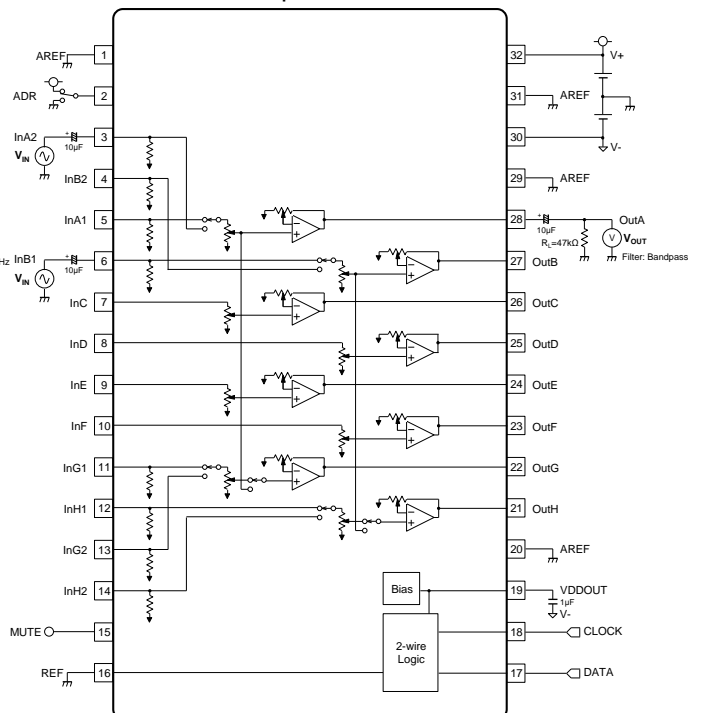 AREF 1
ADR 2
InA2 3
+
10µF
VIN
InB2 4
InA1 5
Hz InB1 6
+
10µF
VIN
InC 7
InD 8
InE 9
InF 10
InG1 11
InH1 12
InG2 13
InH2 14
MUTE 15
REF 16
− +
− +
− +
− +
− +
− +
− +
− +
Bias
2-wire
Logic
32 V+
31 AREF
30 V-
29 AREF
28 + OutA
10µF
RL=47kΩ
V VOUT
Filter: Bandpass
27 OutB
26 OutC
25 OutD
24 OutE
23 OutF
22 OutG
21 OutH
20 AREF
19 VDDOUT
1µF
V-
18 CLOCK
17 DATA